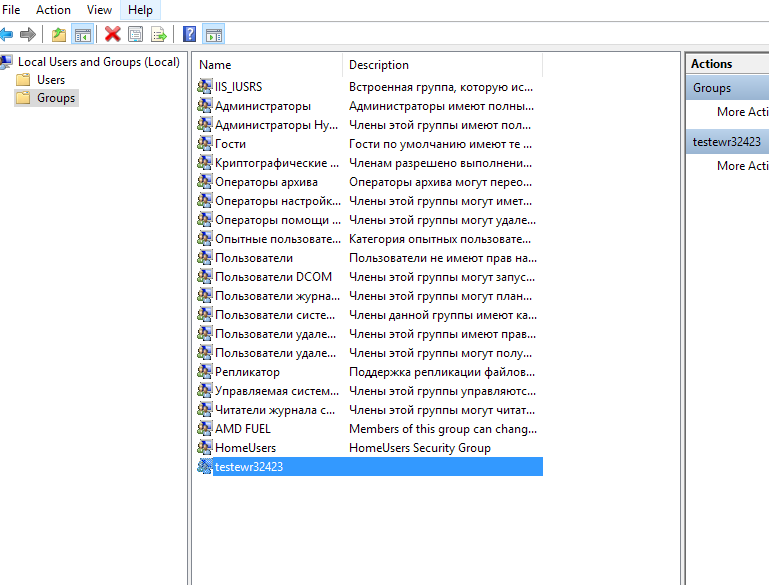 File Action View Help
Local Users and Groups (Local)
Users
Groups
Name Description
IIS_IUSRS Встроенная группа, которую ис...
Администраторы Администраторы имеют полны...
Администраторы Hy... Члены этой группы имеют пол...
Гости Гости по умолчанию имеют те ...
Криптографические ... Членам разрешено выполнени...
Операторы архива Операторы архива могут перео...
Операторы настройк... Члены этой группы могут имет...
Операторы помощи ... Члены этой группы могут удале...
Опытные пользовате... Категория опытных пользовате...
Пользователи Пользователи не имеют прав на...
Пользователи DCOM Члены этой группы могут запус...
Пользователи журна... Члены этой группы могут план...
Пользователи систе... Члены данной группы имеют ка...
Пользователи удале... Члены этой группы имеют прав...
Пользователи удале... Члены этой группы могут полу...
Репликатор Поддержка репликации файлов...
Управляемая систем... Члены этой группы управляютс...
Читатели журнала с... Члены этой группы могут читат...
AMD FUEL Members of this group can chang...
HomeUsers HomeUsers Security Group
testewr32423
Actions
Groups
More Acti
testewr32423
More Acti